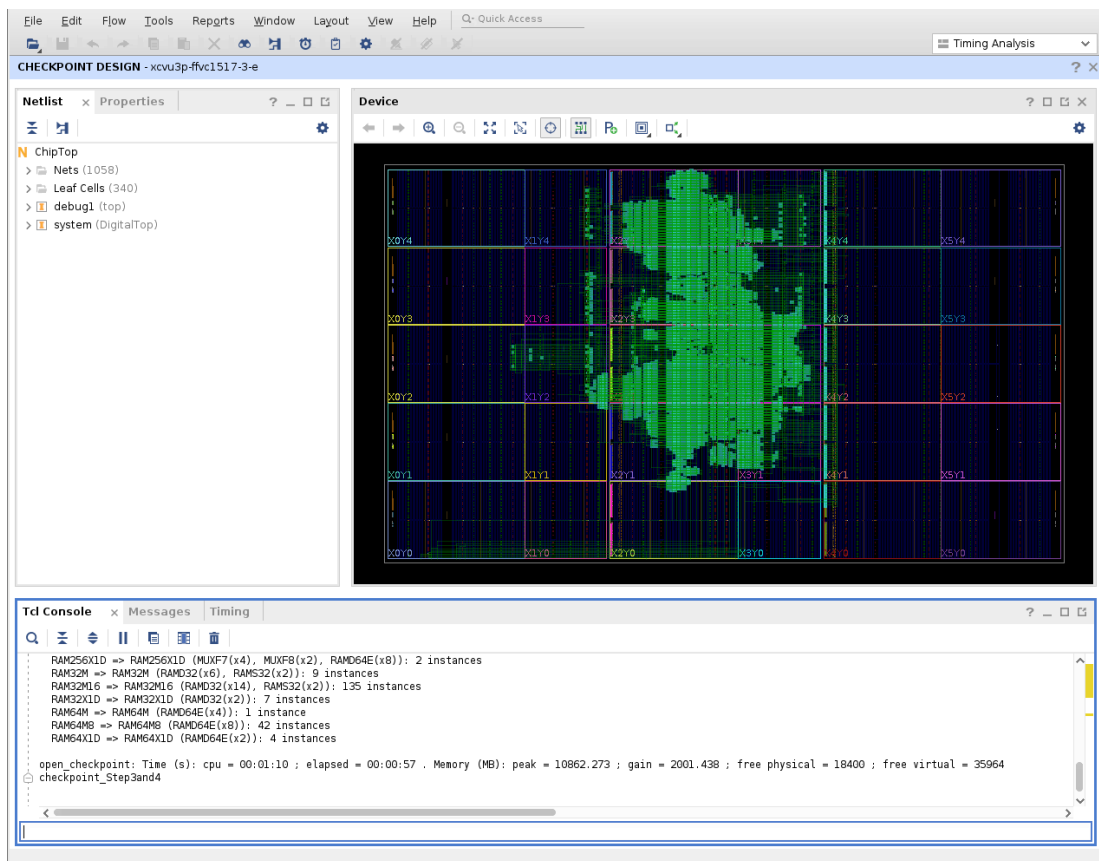 File Edit Flow Tools Reports Window Layout View Help Q- Quick Access
Timing Analysis
CHECKPOINT DESIGN - xcvu3p-ffvc1517-3-e
Netlist Properties
Device
ChipTop
Nets (1058)
Leaf Cells (340)
debug1 (top)
system (DigitalTop)
X0Y4 X1Y4 X4Y4 X5Y4
X0Y3 X1Y3 X2Y3 X4Y3 X5Y3
X0Y2 X1Y2 X4Y2 X5Y2
X0Y1 X1Y1 X2Y1 X3Y1 X4Y1 X5Y1
X0Y0 X1Y0 X2Y0 X3Y0 X4Y0 X5Y0
Tcl Console Messages Timing
RAM256X1D => RAM256X1D (MUXF7(x4), MUXF8(x2), RAMD64E(x8)): 2 instances
RAM32M => RAM32M (RAMD32(x6), RAMS32(x2)): 9 instances
RAM32M16 => RAM32M16 (RAMD32(x14), RAMS32(x2)): 135 instances
RAM32X1D => RAM32X1D (RAMD32(x2)): 7 instances
RAM64M => RAM64M (RAMD64E(x4)): 1 instance
RAM64M8 => RAM64M8 (RAMD64E(x8)): 42 instances
RAM64X1D => RAM64X1D (RAMD64E(x2)): 4 instances
open_checkpoint: Time (s): cpu = 00:01:10 ; elapsed = 00:00:57 . Memory (MB): peak = 10862.273 ; gain = 2001.438 ; free physical = 18400 ; free virtual = 35964
checkpoint_Step3and4